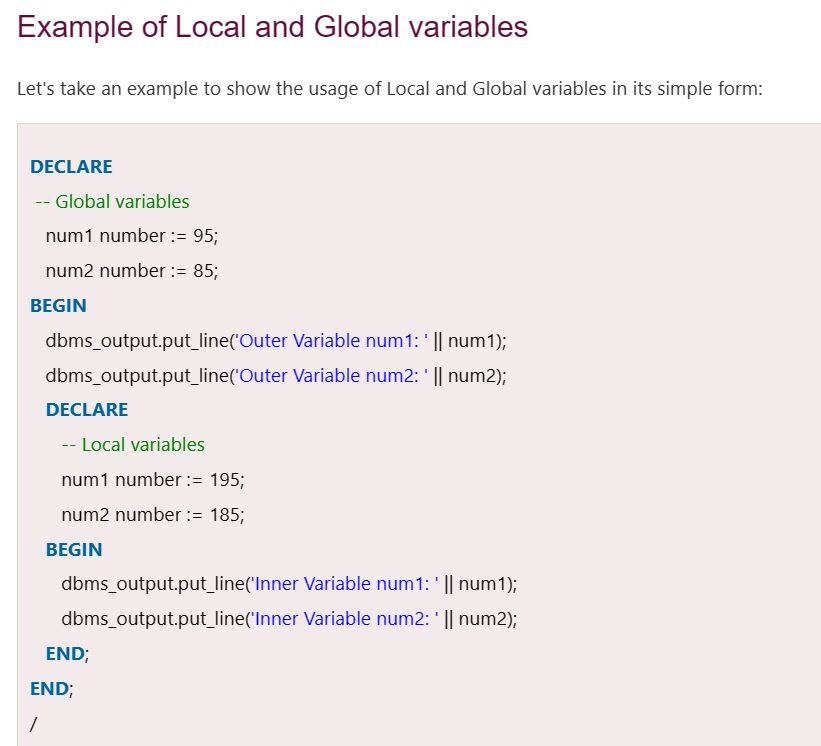 Example of Local and Global variables
Let's take an example to show the usage of Local and Global variables in its simple form:
DECLARE
-- Global variables
num1 number := 95;
num2 number := 85;
BEGIN
dbms_output.put_line('Outer Variable num1: ' || num1);
dbms_output.put_line('Outer Variable num2: ' || num2);
DECLARE
-- Local variables
num1 number := 195;
num2 number := 185;
BEGIN
dbms_output.put_line('Inner Variable num1: ' || num1);
dbms_output.put_line('Inner Variable num2: ' || num2);
END;
END;
/